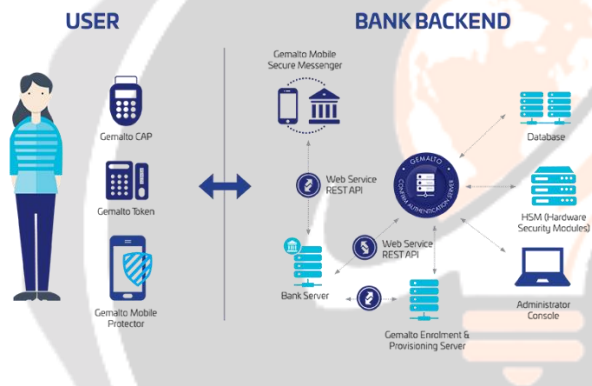 USER
BANK BACKEND
Gemalto CAP
Gemalto Token
Gemalto Mobile
Protector
Gemalto Mobile
Secure Messenger
Web Service
REST API
Bank Server
Web Service
REST API
Gemalto Enrolment &
Provisioning Server
GEMALTO
CONFIRM AUTHENTICATION SERVER
Database
HSM (Hardware
Security Modules)
Administrator
Console